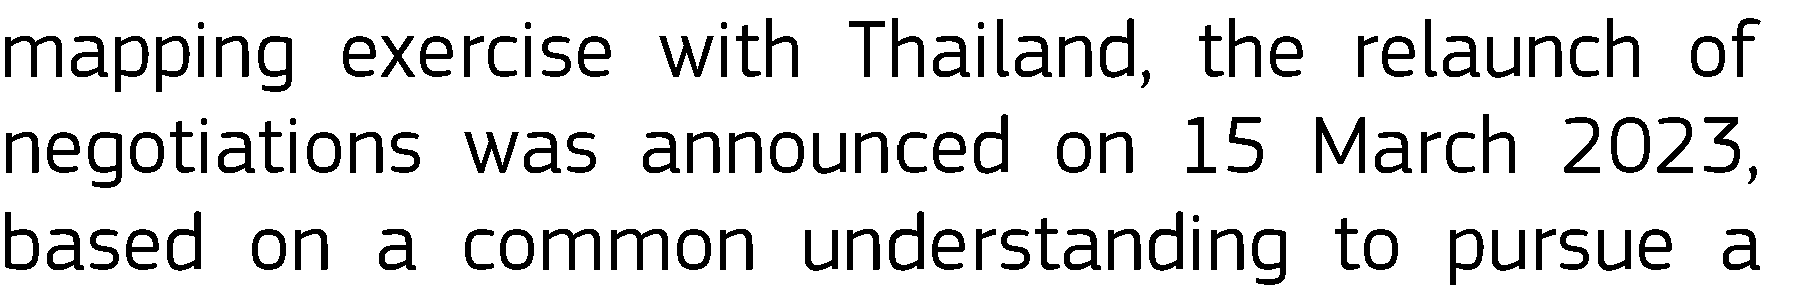 mapping exercise with Thailand, the relaunch of
negotiations was announced on 15 March 2023,
based on a common understanding to pursue a